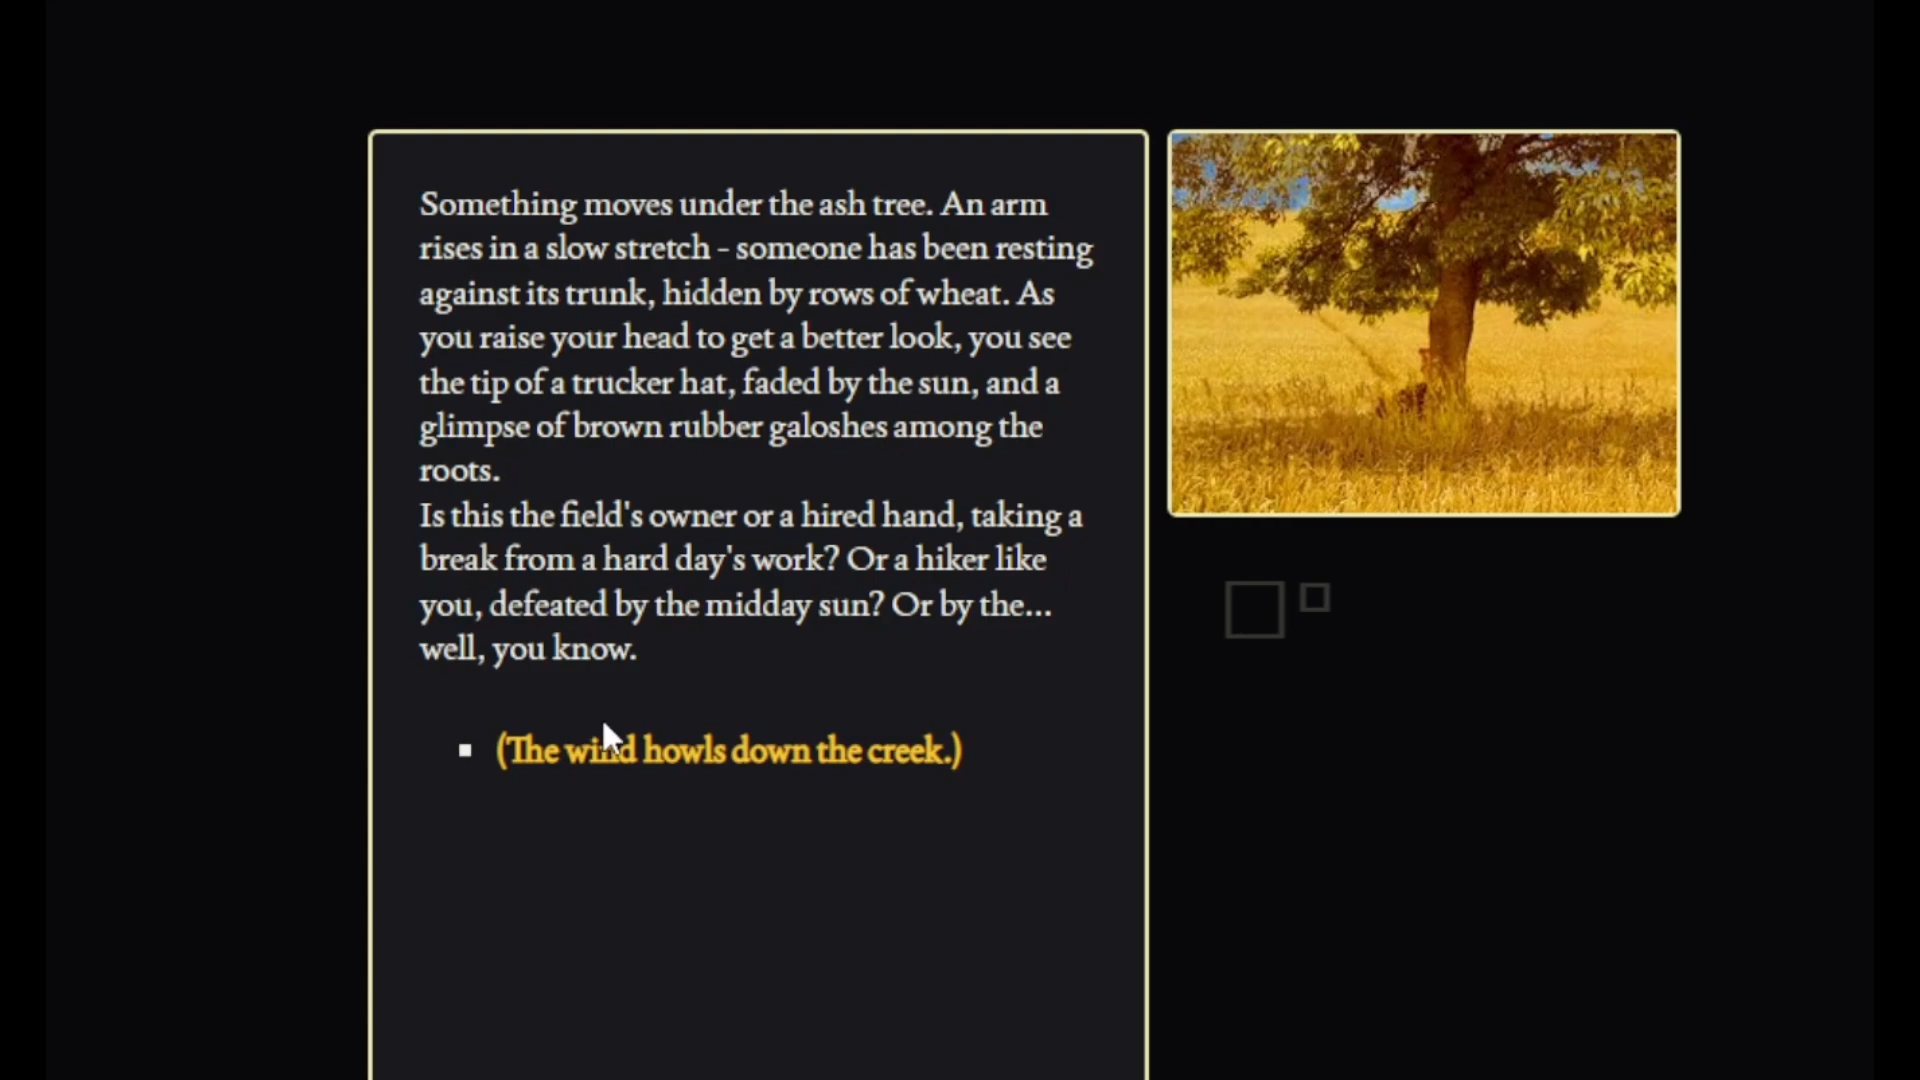 Something moves under the ash tree. An arm
rises in a slow stretch - someone has been resting
against its trunk, hidden by rows of wheat. As
you raise your head to get a better look, you see
the tip of a trucker hat, faded by the sun, and a
glimpse of brown rubber galoshes among the
roots.
Is this the field's owner or a hired hand, taking a
break from a hard day's work? Or a hiker like
you, defeated by the midday sun? Or by the...
well, you know.
(The wind howls down the creek.)